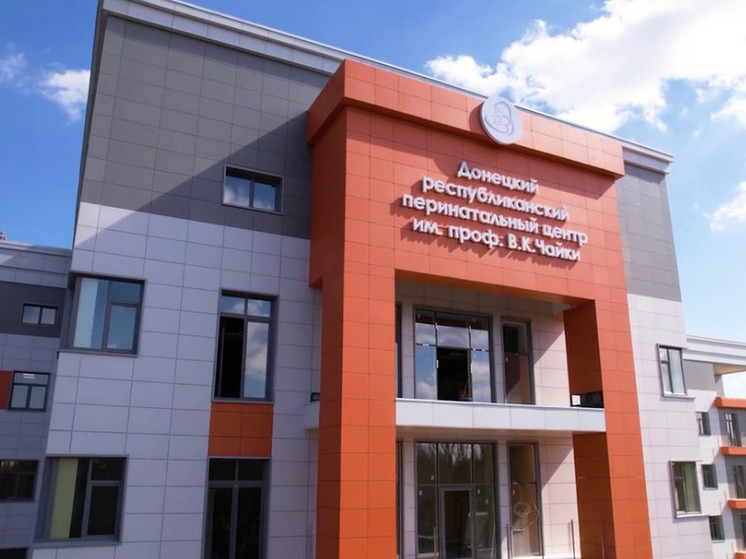 Донецкий
республиканский
перинатальный центр
им. проф. В.К.Чайки